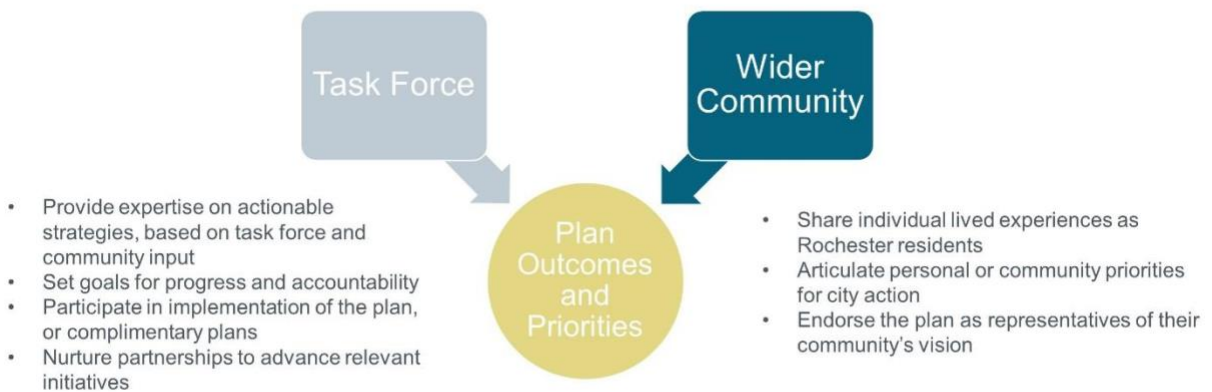 Task Force
Wider
Community
Plan
Outcomes
and
Priorities
• Provide expertise on actionable
strategies, based on task force and
community input
• Set goals for progress and accountability
• Participate in implementation of the plan,
or complimentary plans
• Nurture partnerships to advance relevant
initiatives
• Share individual lived experiences as
Rochester residents
• Articulate personal or community priorities
for city action
• Endorse the plan as representatives of their
community's vision